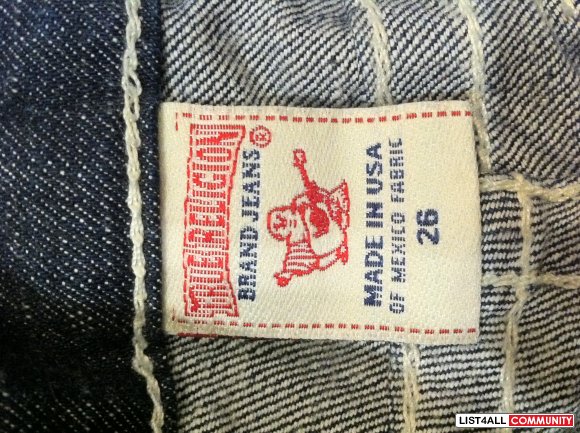 TRUE RELIGION®
BRAND JEANS
MADE IN USA
OF MEXICO FABRIC
26
LIST4ALL COMMUNITY